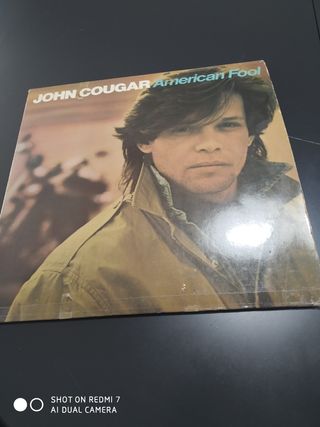 JOHN COUGAR American Fool
SHOT ON REDMI 7
AI DUAL CAMERA